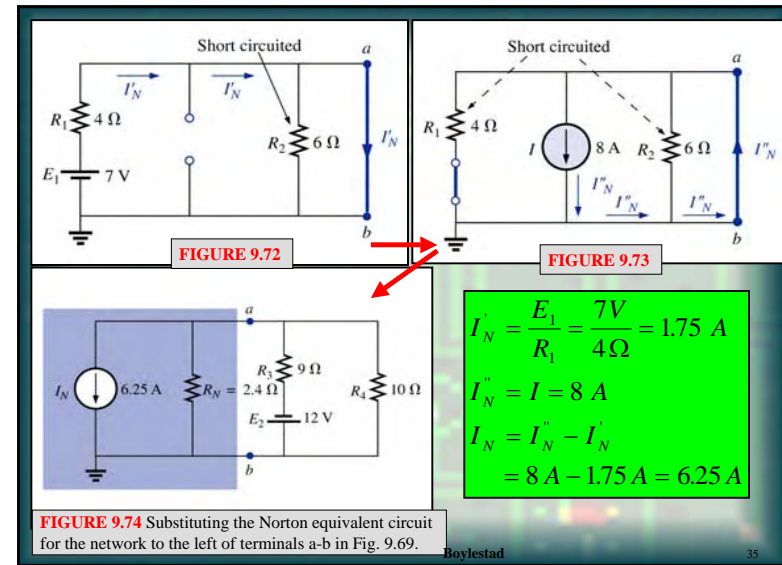 Short circuited
a
I′N
I′N
R1
4 Ω
R2
6 Ω
I′N
E1
7 V
b
FIGURE 9.72
Short circuited
a
R1
4 Ω
I
8 A
R2
6 Ω
I″N
I″N
I″N
I″N
b
FIGURE 9.73
a
IN
6.25 A
RN = 2.4 Ω
R3
9 Ω
E2
12 V
R4
10 Ω
b
I'N = E1/R1 = 7V/4Ω = 1.75 A
I"N = I = 8 A
IN = I"N − I'N
= 8 A − 1.75 A = 6.25 A
FIGURE 9.74 Substituting the Norton equivalent circuit
for the network to the left of terminals a-b in Fig. 9.69.
Boylestad
35